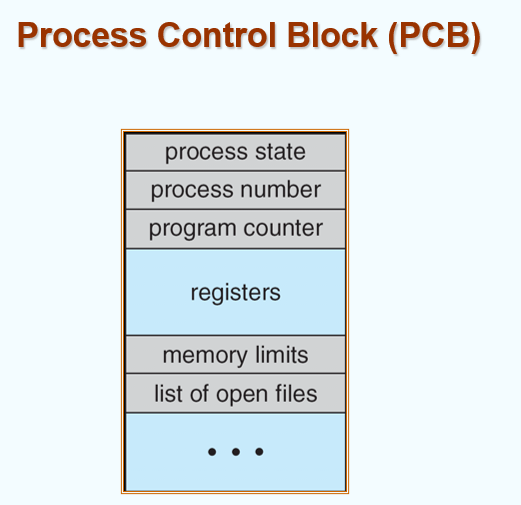 Process Control Block (PCB)
process state
process number
program counter
registers
memory limits
list of open files
• • •